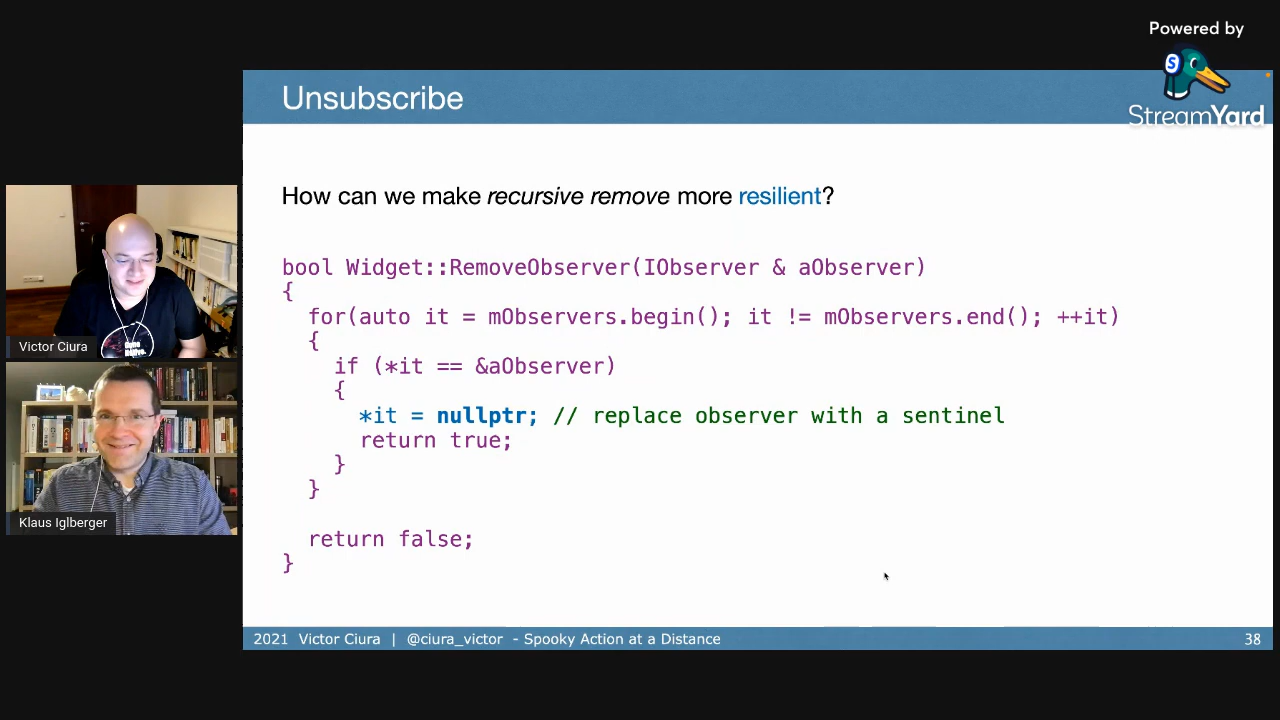 Powered by
S
StreamYard
Unsubscribe
How can we make recursive remove more resilient?
bool Widget::RemoveObserver(IObserver & aObserver)
{
for(auto it = mObservers.begin(); it != mObservers.end(); ++it)
{
if (*it == &aObserver)
{
*it = nullptr; // replace observer with a sentinel
return true;
}
}
return false;
}
Victor Ciura
Klaus Iglberger
2021 Victor Ciura | @ciura_victor - Spooky Action at a Distance
38